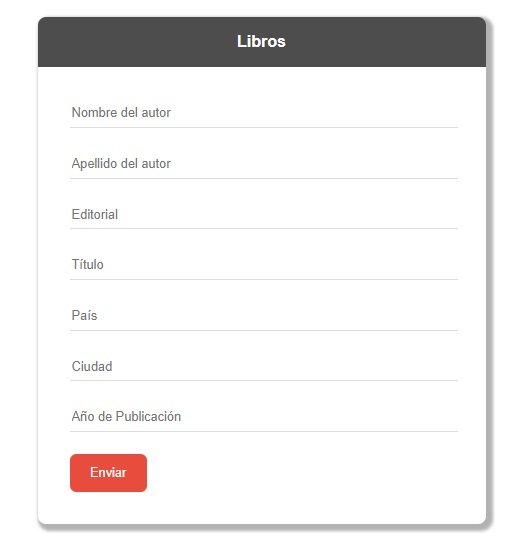 Libros
Nombre del autor
Apellido del autor
Editorial
Título
País
Ciudad
Año de Publicación
Enviar